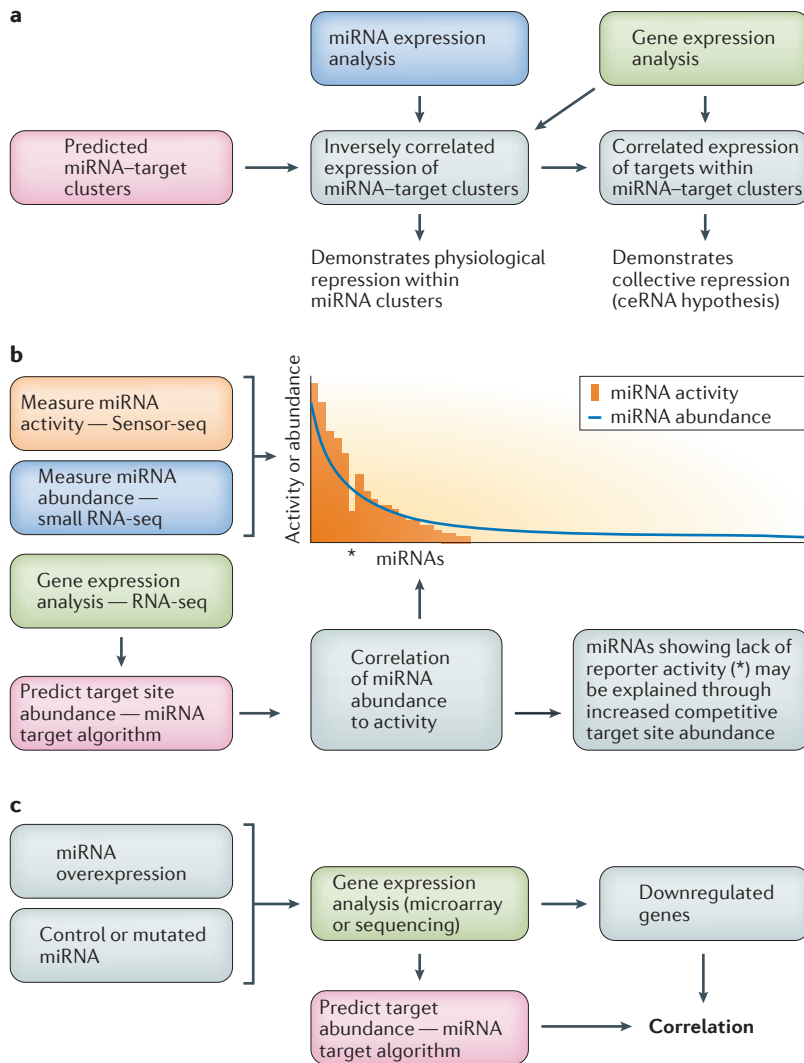 a
miRNA expression
analysis
Gene expression
analysis
Predicted
miRNA–target
clusters
Inversely correlated
expression of
miRNA–target clusters
Correlated expression
of targets within
miRNA–target clusters
Demonstrates physiological
repression within
miRNA clusters
Demonstrates
collective repression
(ceRNA hypothesis)
b
Measure miRNA
activity — Sensor-seq
Measure miRNA
abundance —
small RNA-seq
Activity or abundance
miRNA activity
miRNA abundance
* miRNAs
Gene expression
analysis — RNA-seq
Predict target site
abundance — miRNA
target algorithm
Correlation
of miRNA
abundance
to activity
miRNAs showing lack of
reporter activity (*) may
be explained through
increased competitive
target site abundance
c
miRNA
overexpression
Control or mutated
miRNA
Gene expression
analysis (microarray
or sequencing)
Downregulated
genes
Predict target
abundance — miRNA
target algorithm
Correlation